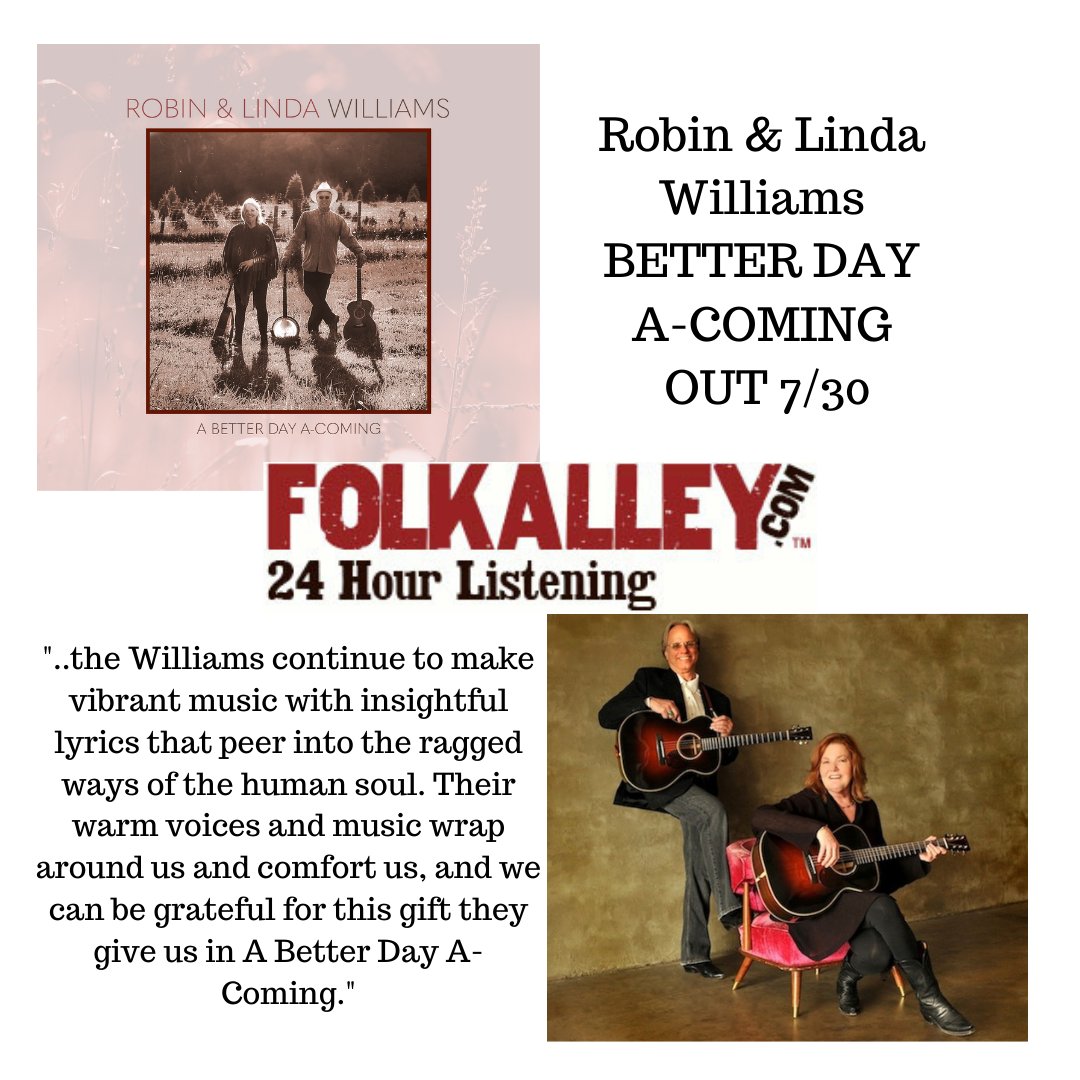 ROBIN & LINDA WILLIAMS
A BETTER DAY A-COMING
Robin & Linda
Williams
BETTER DAY
A-COMING
OUT 7/30
FOLKALLEY.COM™
24 Hour Listening
"..the Williams continue to make
vibrant music with insightful
lyrics that peer into the ragged
ways of the human soul. Their
warm voices and music wrap
around us and comfort us, and we
can be grateful for this gift they
give us in A Better Day A-
Coming."